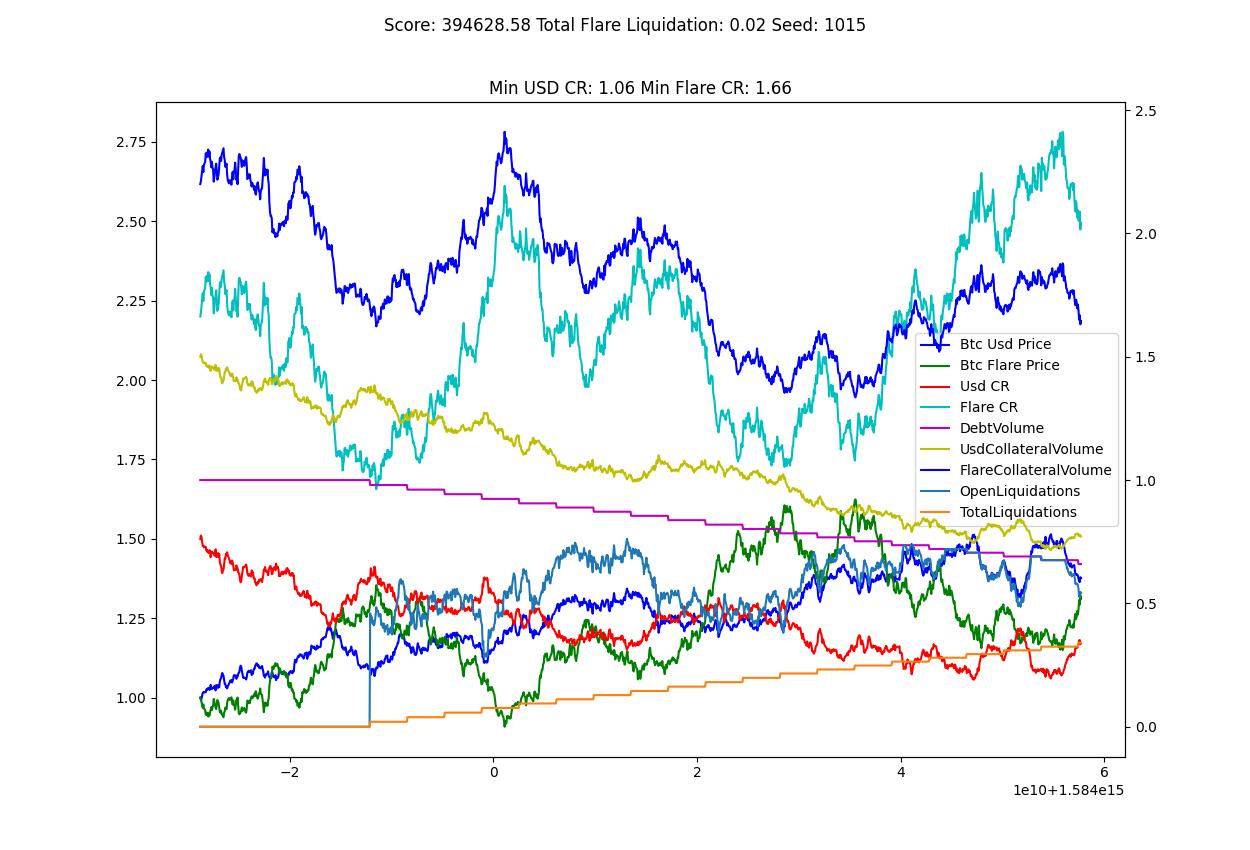 Score: 394628.58 Total Flare Liquidation: 0.02 Seed: 1015
Min USD CR: 1.06 Min Flare CR: 1.66
2.75
2.50
2.25
2.00
1.75
1.50
1.25
1.00
2.5
2.0
1.5
1.0
0.5
0.0
Btc Usd Price
Btc Flare Price
Usd CR
Flare CR
DebtVolume
UsdCollateralVolume
FlareCollateralVolume
OpenLiquidations
TotalLiquidations
−2 0 2 4 6
1e10+1.584e15